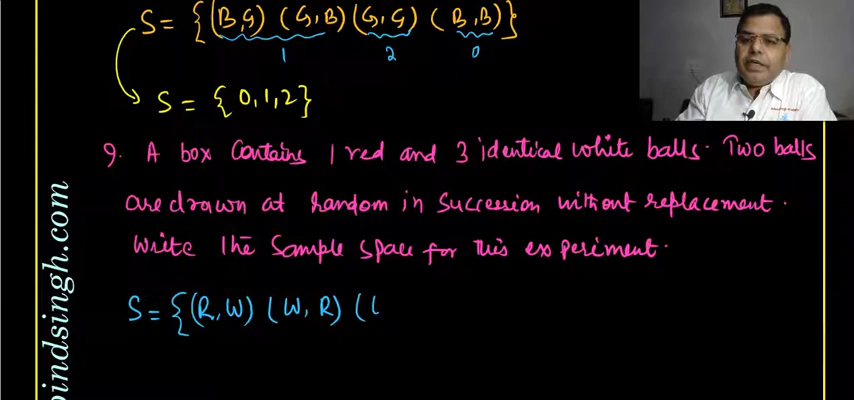 S = {(B,G) (G,B) (G,G) (B,B)}
1 2 0
S = {0,1,2}
9. A box contains 1 red and 3 identical white balls. Two balls
are drawn at random in succession without replacement.
Write the sample space for this experiment.
S = {(R,W) (W,R) (
oindsingh.com